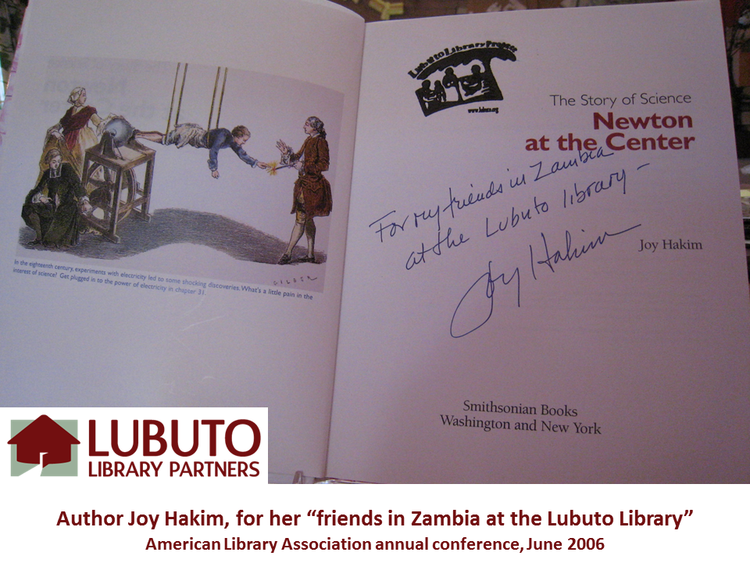 In the eighteenth century, experiments with electricity led to some shocking discoveries. What's a little pain in the
interest of science? Get plugged in to the power of electricity in chapter 31.
Lubuto Library Project
www.lubuto.org
The Story of Science
Newton
at the Center
For my friends in Zambia
at the Lubuto library –
Joy Hakim
Joy Hakim
Smithsonian Books
Washington and New York
LUBUTO
LIBRARY PARTNERS
Author Joy Hakim, for her “friends in Zambia at the Lubuto Library”
American Library Association annual conference, June 2006